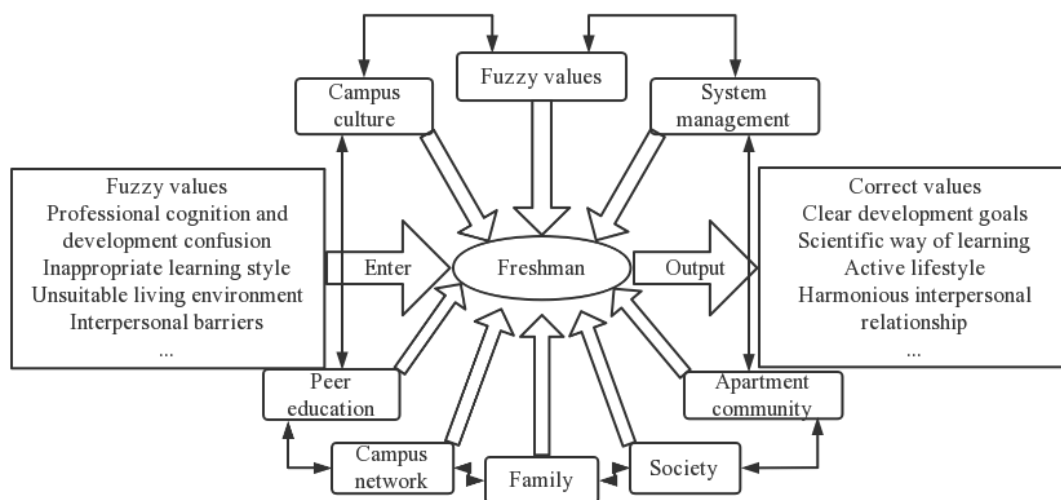 Fuzzy values
Campus
culture
System
management
Fuzzy values
Professional cognition and
development confusion
Inappropriate learning style
Unsuitable living environment
Interpersonal barriers
...
Enter
Freshman
Output
Correct values
Clear development goals
Scientific way of learning
Active lifestyle
Harmonious interpersonal
relationship
...
Peer
education
Apartment
community
Campus
network
Family
Society